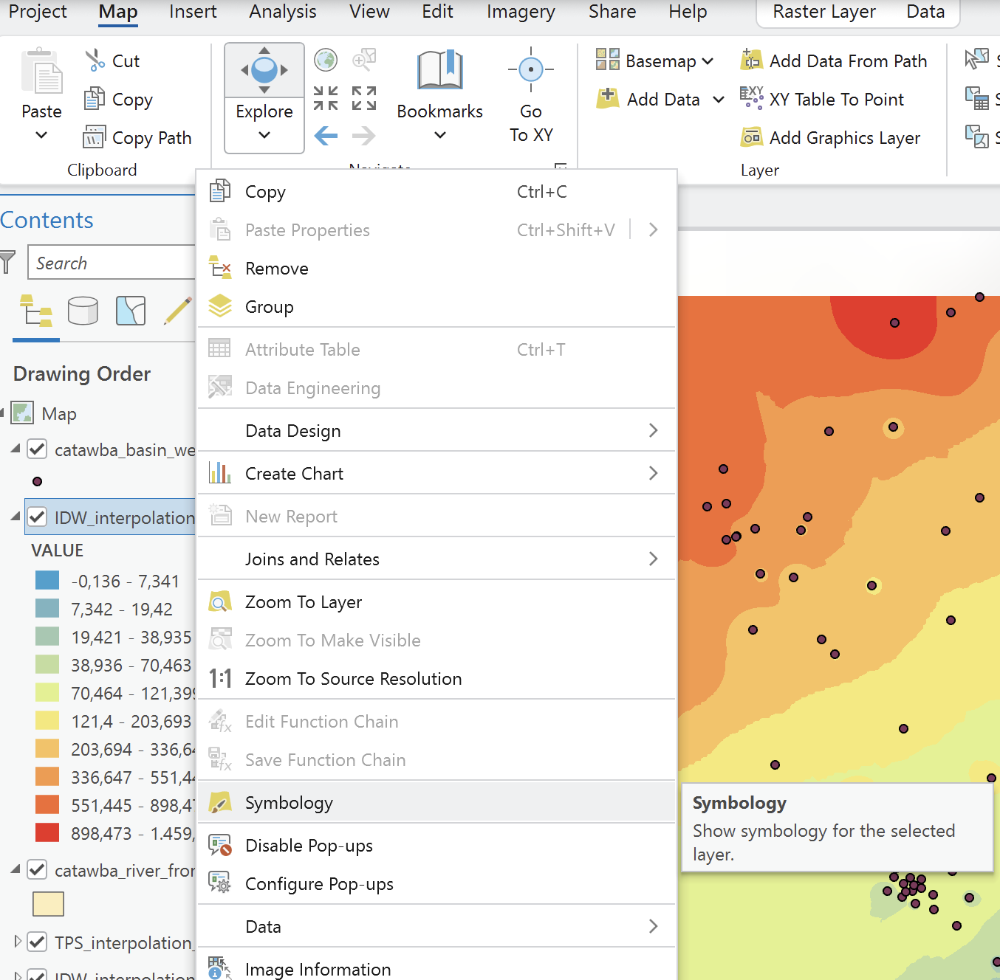 Project Map Insert Analysis View Edit Imagery Share Help Raster Layer Data
Cut
Copy
Copy Path
Paste
Clipboard
Explore
Bookmarks
Go
To XY
Navigate
Basemap
Add Data
Add Data From Path
XY Table To Point
Add Graphics Layer
Layer
Contents
Search
Drawing Order
Map
catawba_basin_we
IDW_interpolation
VALUE
-0,136 - 7,341
7,342 - 19,42
19,421 - 38,935
38,936 - 70,463
70,464 - 121,399
121,4 - 203,693
203,694 - 336,64
336,647 - 551,44
551,445 - 898,47
898,473 - 1.459,
catawba_river_fror
TPS_interpolation_
IDW_interpolation
Copy Ctrl+C
Paste Properties Ctrl+Shift+V
Remove
Group
Attribute Table Ctrl+T
Data Engineering
Data Design
Create Chart
New Report
Joins and Relates
Zoom To Layer
Zoom To Make Visible
1:1 Zoom To Source Resolution
Edit Function Chain
Save Function Chain
Symbology
Disable Pop-ups
Configure Pop-ups
Data
Image Information
Symbology
Show symbology for the selected
layer.